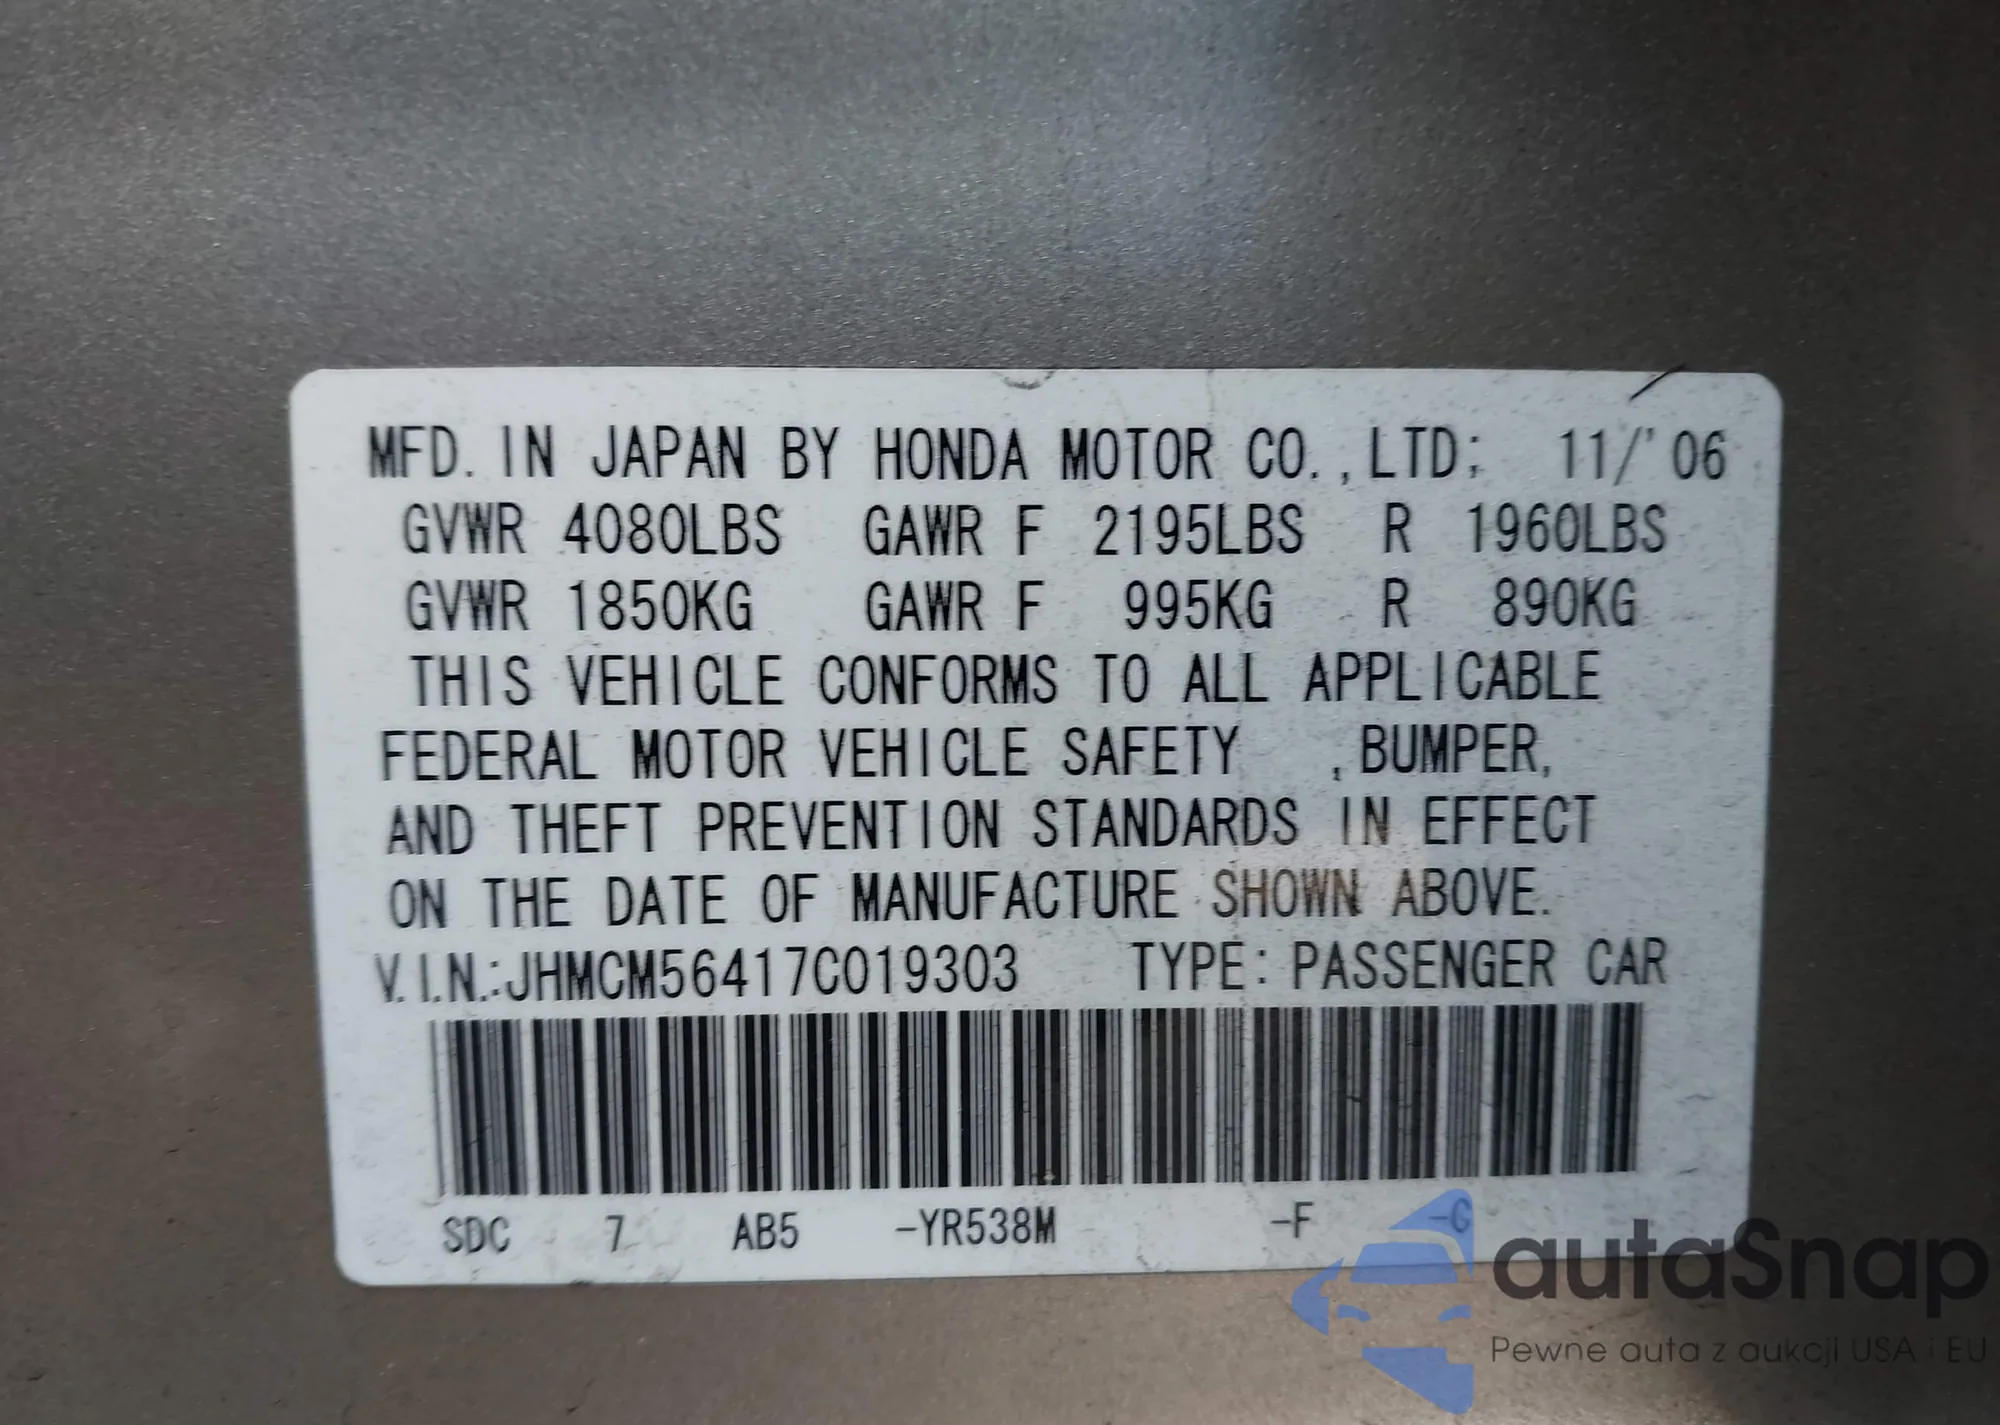 MFD. IN JAPAN BY HONDA MOTOR CO.,LTD; 11/'06
GVWR 4080LBS GAWR F 2195LBS R 1960LBS
GVWR 1850KG GAWR F 995KG R 890KG
THIS VEHICLE CONFORMS TO ALL APPLICABLE
FEDERAL MOTOR VEHICLE SAFETY ,BUMPER,
AND THEFT PREVENTION STANDARDS IN EFFECT
ON THE DATE OF MANUFACTURE SHOWN ABOVE.
V.I.N.:JHMCM56417C019303 TYPE: PASSENGER CAR
SDC 7 AB5 -YR538M -F -G
autaSnap
Pewne auta z aukcji USA i EU